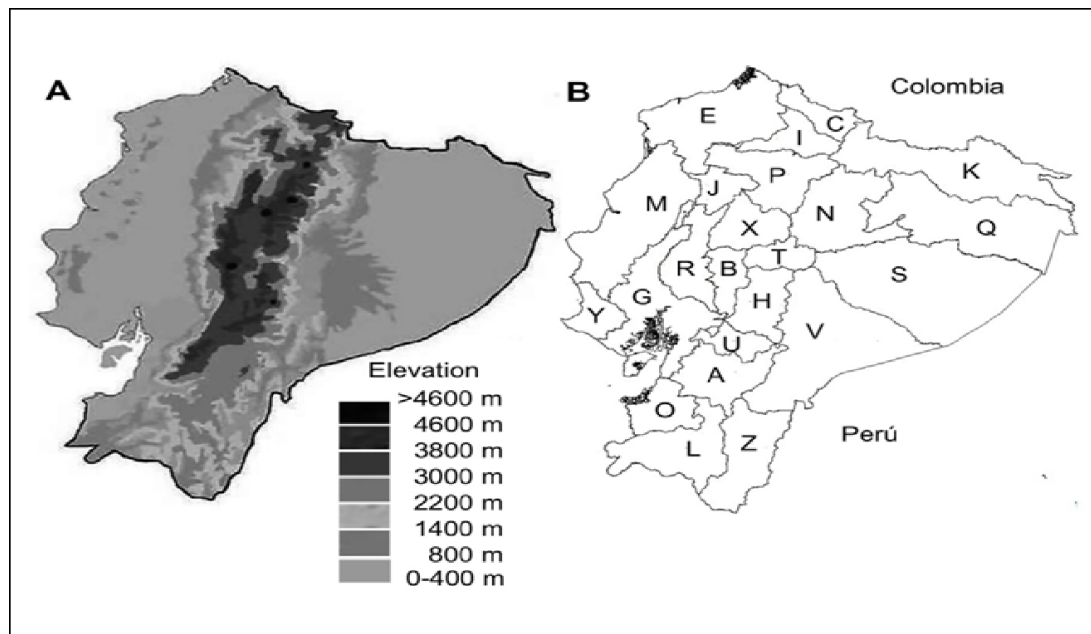 A
Elevation
>4600 m
4600 m
3800 m
3000 m
2200 m
1400 m
800 m
0-400 m
B
Colombia
E
C
I
P
K
J
M
N
X
Q
T
R
B
S
G
H
Y
V
U
A
O
Perú
L
Z